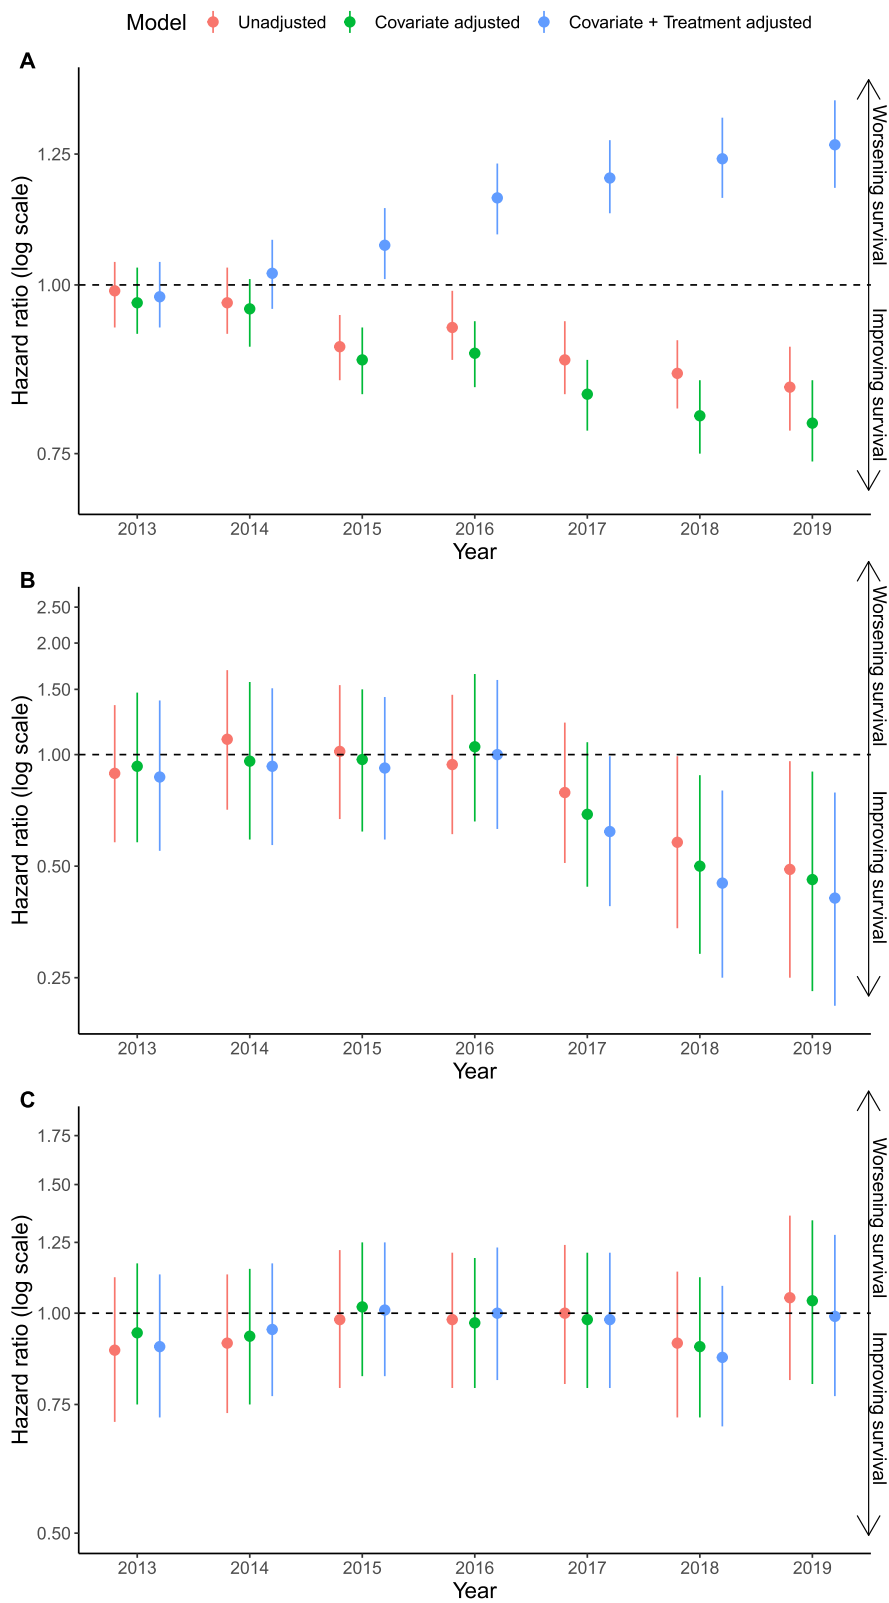 Model Unadjusted Covariate adjusted Covariate + Treatment adjusted
A
Hazard ratio (log scale)
1.25
1.00
0.75
Worsening survival
Improving survival
2013 2014 2015 2016 2017 2018 2019
Year
B
Hazard ratio (log scale)
2.50
2.00
1.50
1.00
0.50
0.25
Worsening survival
Improving survival
2013 2014 2015 2016 2017 2018 2019
Year
C
Hazard ratio (log scale)
1.75
1.50
1.25
1.00
0.75
0.50
Worsening survival
Improving survival
2013 2014 2015 2016 2017 2018 2019
Year